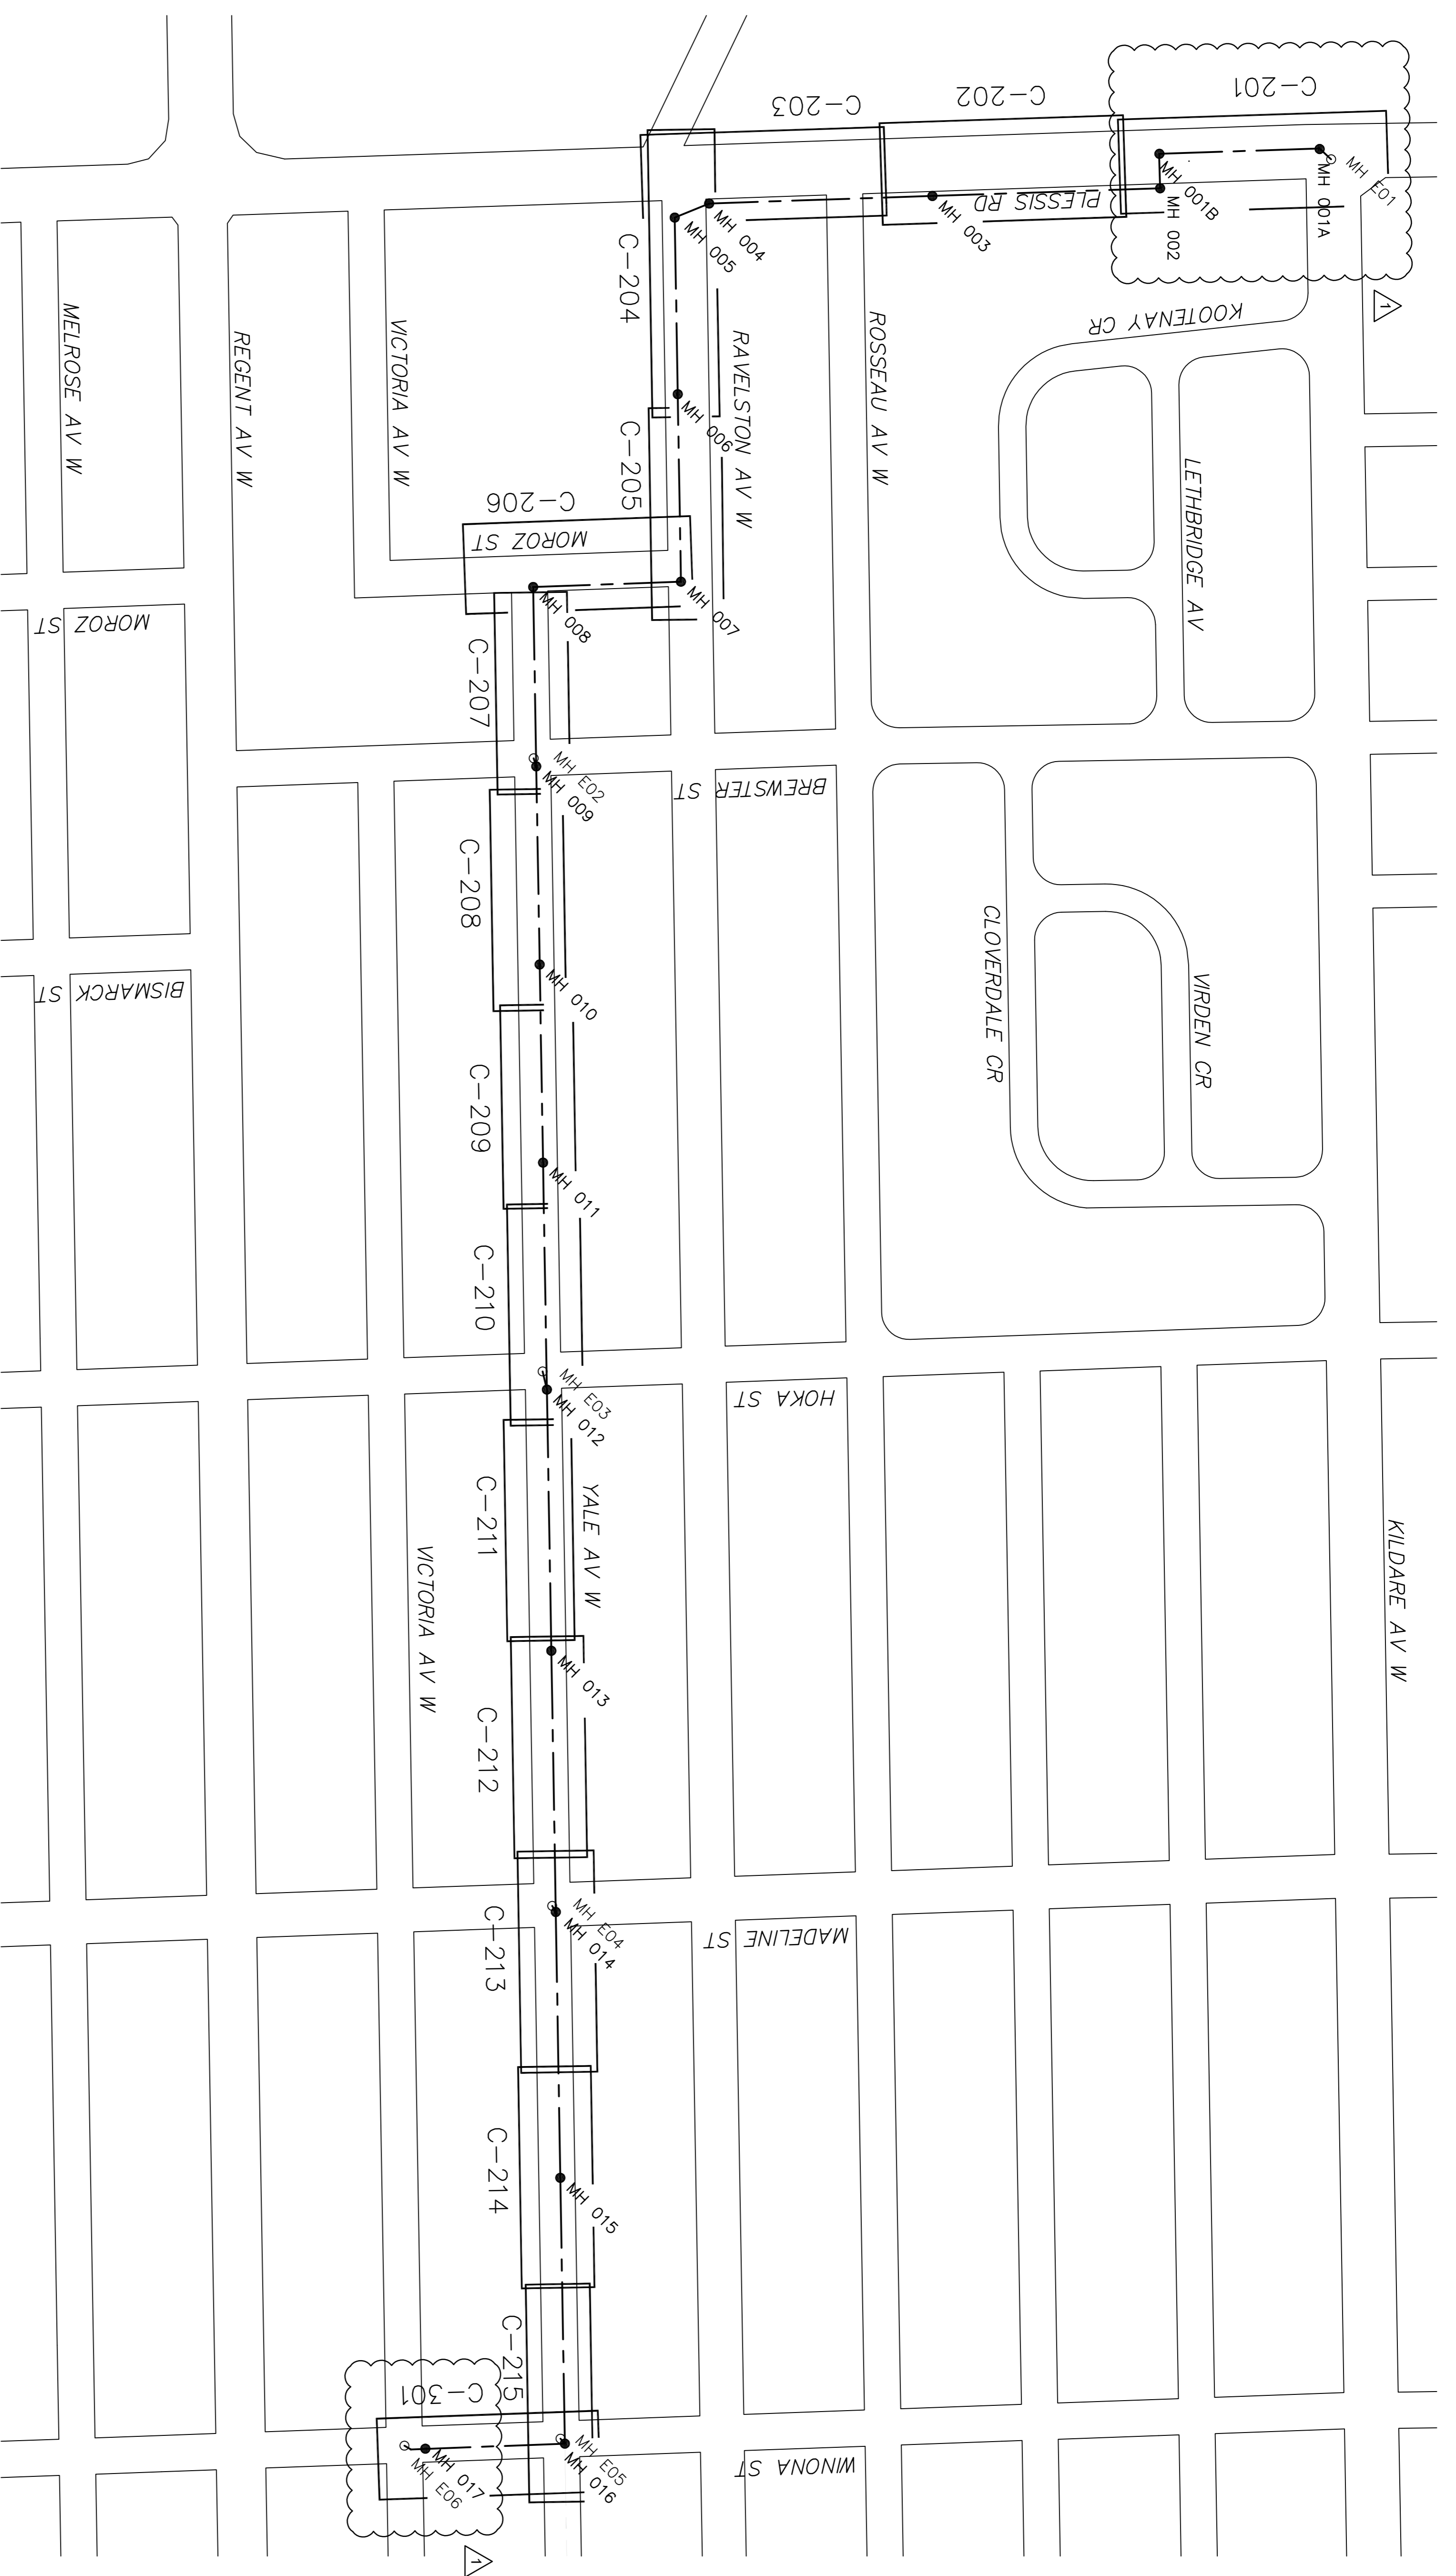 C-201
C-202
C-203
MH E01
MH 001A
MH 001B
MH 002
PLESSIS RD
MH 003
MH 004
MH 005
C-204
1
KOOTENAY CR
MELROSE AV W
REGENT AV W
VICTORIA AV W
RAVELSTON AV W
ROSSEAU AV W
MH 006
C-205
LETHBRIDGE AV
C-206
MOROZ ST
MOROZ ST
MH 007
MH 008
C-207
MH E02
MH 009
BREWSTER ST
C-208
BISMARCK ST
MH 010
CLOVERDALE CR
VIRDEN CR
C-209
MH 011
C-210
MH E03
MH 012
HOKA ST
C-211
YALE AV W
VICTORIA AV W
KILDARE AV W
MH 013
C-212
MH E04
MH 014
C-213
MADELINE ST
C-214
MH 015
C-215
C-301
MH E05
MH 016
MH 017
MH E06
WINONA ST
1